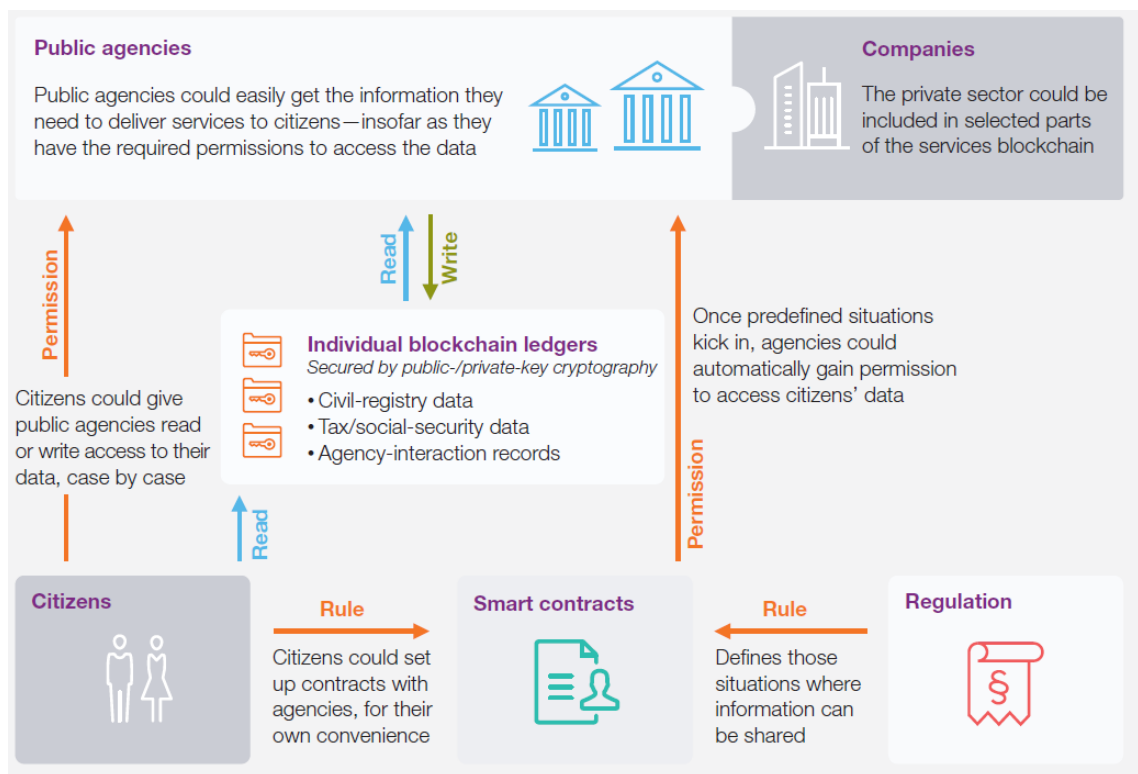 Public agencies
Public agencies could easily get the information they
need to deliver services to citizens—insofar as they
have the required permissions to access the data
Companies
The private sector could be
included in selected parts
of the services blockchain
Permission
Citizens could give
public agencies read
or write access to their
data, case by case
Read
Write
Individual blockchain ledgers
Secured by public-/private-key cryptography
• Civil-registry data
• Tax/social-security data
• Agency-interaction records
Once predefined situations
kick in, agencies could
automatically gain permission
to access citizens’ data
Permission
Read
Citizens
Rule
Citizens could set
up contracts with
agencies, for their
own convenience
Smart contracts
Rule
Defines those
situations where
information can
be shared
Regulation
§